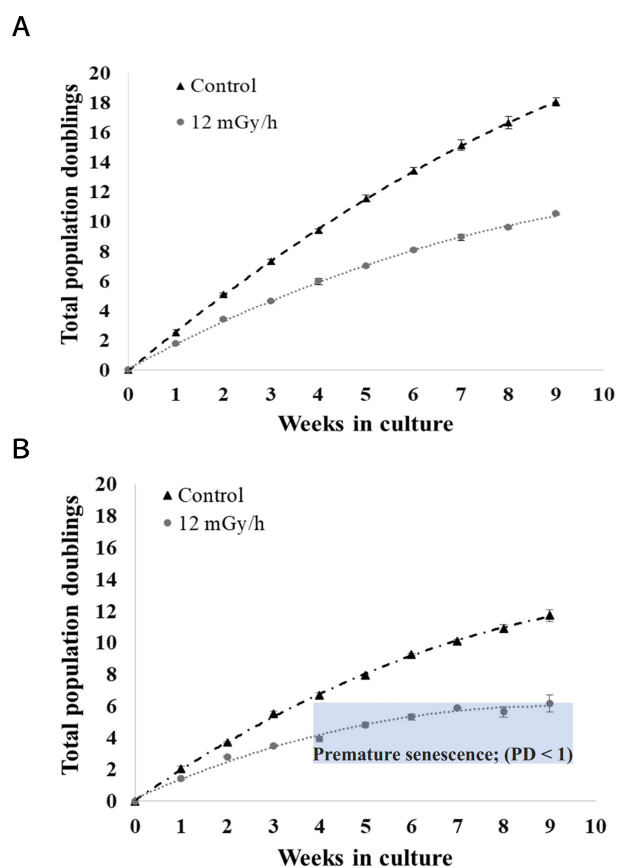 A
Total population doublings
20
18
16
14
12
10
8
6
4
2
0
Control
12 mGy/h
0 1 2 3 4 5 6 7 8 9 10
Weeks in culture
B
Total population doublings
20
18
16
14
12
10
8
6
4
2
0
Control
12 mGy/h
Premature senescence; (PD < 1)
0 1 2 3 4 5 6 7 8 9 10
Weeks in culture